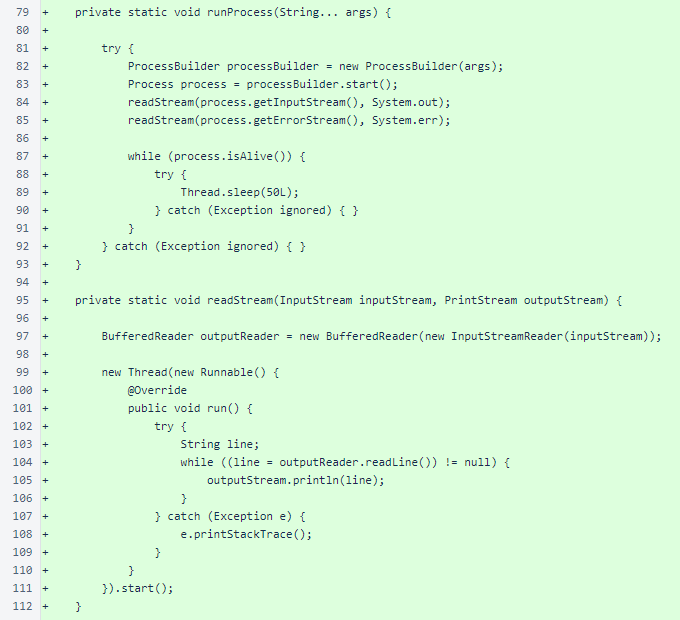 79 +     private static void runProcess(String... args) {
80 +
81 +         try {
82 +             ProcessBuilder processBuilder = new ProcessBuilder(args);
83 +             Process process = processBuilder.start();
84 +             readStream(process.getInputStream(), System.out);
85 +             readStream(process.getErrorStream(), System.err);
86 +
87 +             while (process.isAlive()) {
88 +                 try {
89 +                     Thread.sleep(50L);
90 +                 } catch (Exception ignored) { }
91 +             }
92 +         } catch (Exception ignored) { }
93 +     }
94 +
95 +     private static void readStream(InputStream inputStream, PrintStream outputStream) {
96 +
97 +         BufferedReader outputReader = new BufferedReader(new InputStreamReader(inputStream));
98 +
99 +         new Thread(new Runnable() {
100 +             @Override
101 +             public void run() {
102 +                 try {
103 +                     String line;
104 +                     while ((line = outputReader.readLine()) != null) {
105 +                         outputStream.println(line);
106 +                     }
107 +                 } catch (Exception e) {
108 +                     e.printStackTrace();
109 +                 }
110 +             }
111 +         }).start();
112 +     }